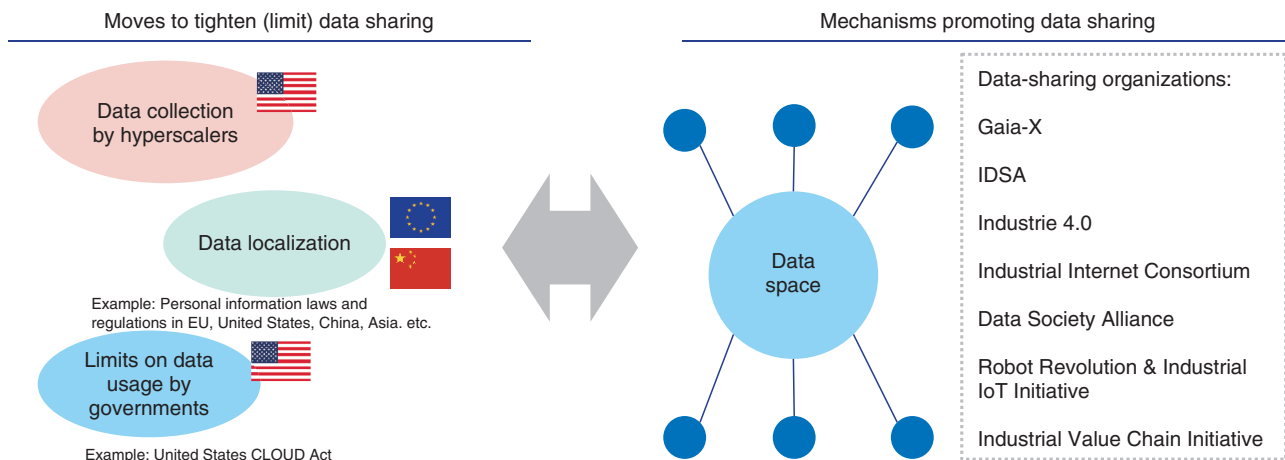 Moves to tighten (limit) data sharing
Data collection
by hyperscalers
Data localization
Example: Personal information laws and
regulations in EU, United States, China, Asia. etc.
Limits on data
usage by
governments
Example: United States CLOUD Act
Mechanisms promoting data sharing
Data
space
Data-sharing organizations:
Gaia-X
IDSA
Industrie 4.0
Industrial Internet Consortium
Data Society Alliance
Robot Revolution & Industrial
IoT Initiative
Industrial Value Chain Initiative